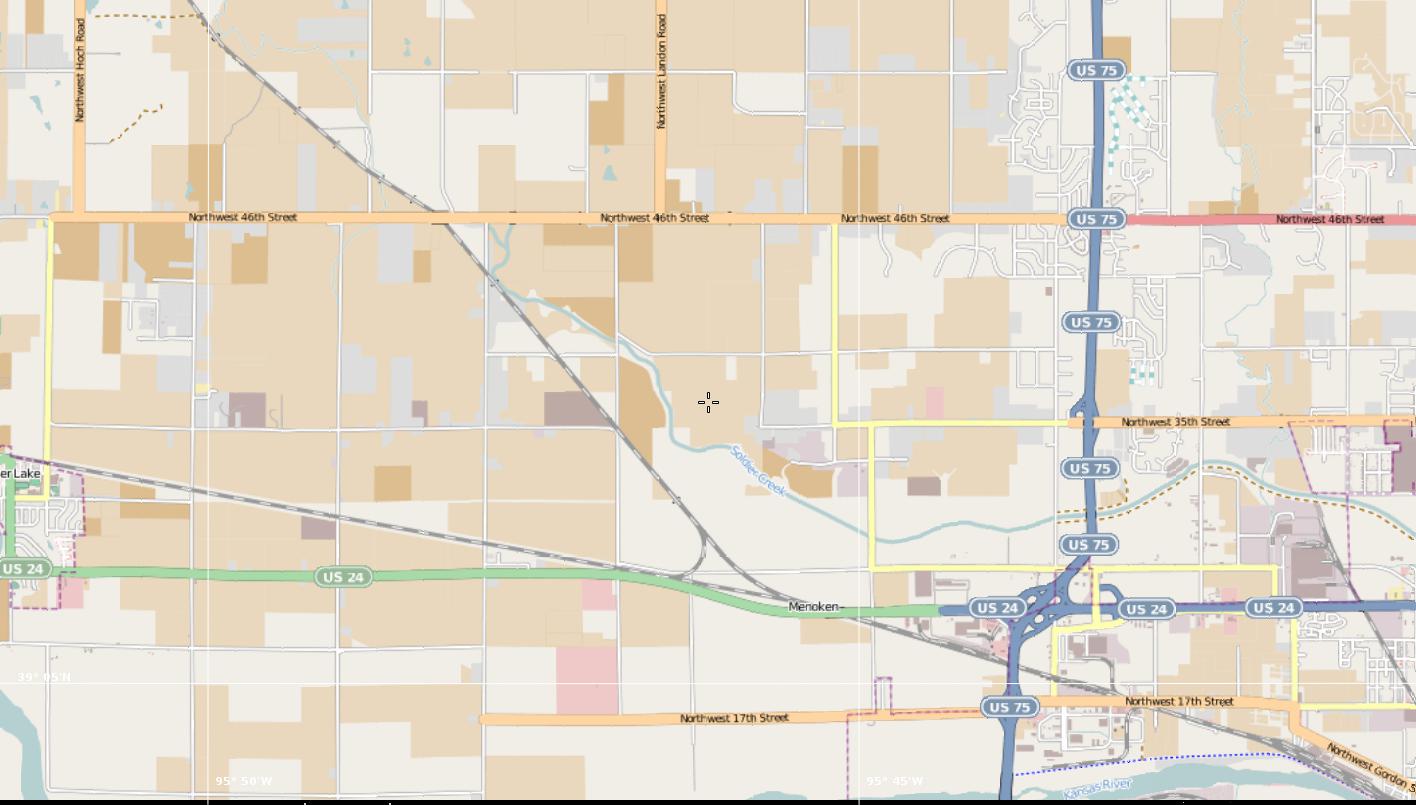 Northwest Hoch Road
Northwest Landon Road
US 75
Northwest 46th Street
Northwest 46th Street
Northwest 46th Street
US 75
Northwest 46th Street
US 75
Northwest 35th Street
Soldier Creek
US 75
er Lake
US 75
US 24
US 24
Menoken
US 24
US 24
US 24
39° 05'N
Northwest 17th Street
US 75
Northwest 17th Street
Northwest Gordon S
95° 50'W
95° 45'W
Kansas River